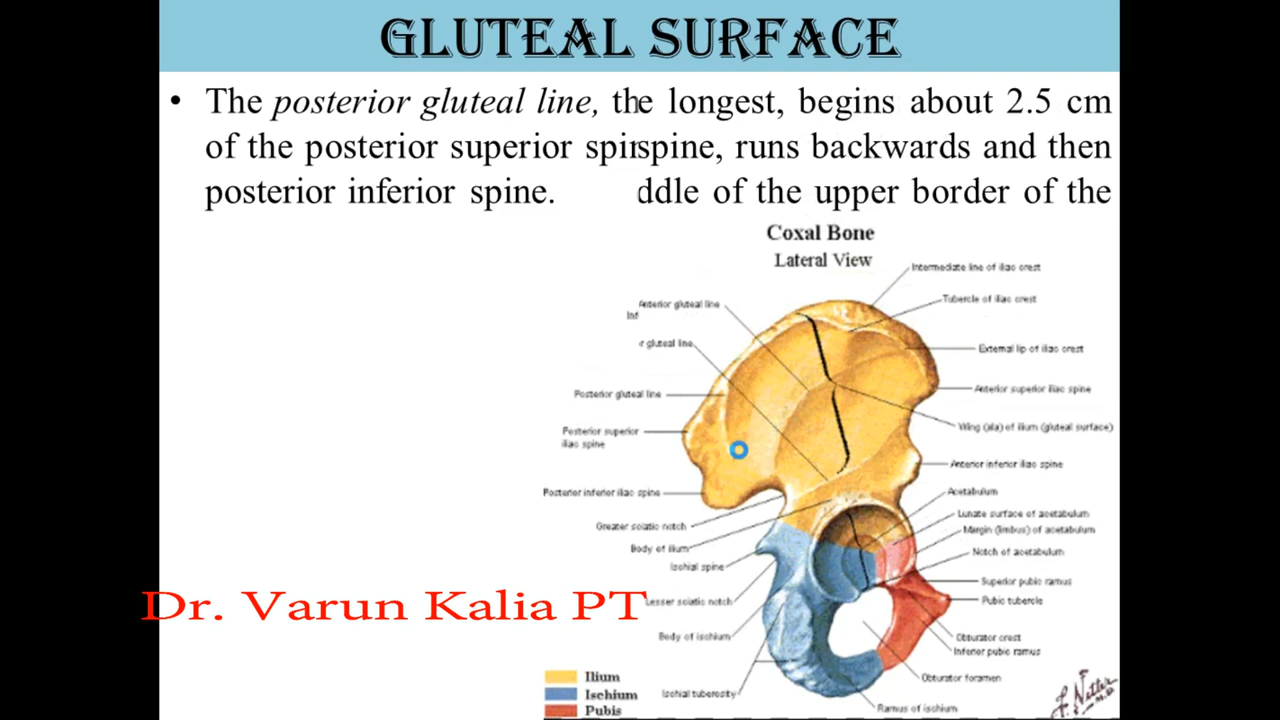 GLUTEAL SURFACE
• The posterior gluteal line, the longest, begins about 2.5 cm
of the posterior superior spirspine, runs backwards and then
posterior inferior spine. ddle of the upper border of the
Coxal Bone
Lateral View
Intermediate line of iliac crest
Tubercle of iliac crest
Anterior gluteal line
Inf
r gluteal line
External lip of iliac crest
Posterior gluteal line
Anterior superior iliac spine
Posterior superior
iliac spine
Wing (ala) of ilium (gluteal surface)
Anterior inferior iliac spine
Posterior inferior iliac spine
Acetabulum
Greater sciatic notch
Lunate surface of acetabulum
Margin (limbus) of acetabulum
Body of ilium
Notch of acetabulum
Ischial spine
Superior pubic ramus
Dr. Varun Kalia PT
Lesser sciatic notch
Pubic tubercle
Body of ischium
Obturator crest
Inferior pubic ramus
Obturator foramen
Ilium
Ischium
Pubis
Ischial tuberosity
Ramus of ischium
F. Netter
M.D.